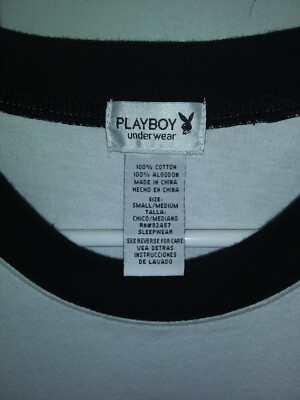 PLAYBOY
underwear
100% COTTON
100% ALGODON
MADE IN CHINA
HECHO EN CHINA
SIZE:
SMALL/MEDIUM
TALLA:
CHICO/MEDIANO
RN#92457
SLEEPWEAR
SEE REVERSE FOR CARE
VEA DETRAS
INSTRUCCIONES
DE LAVADO